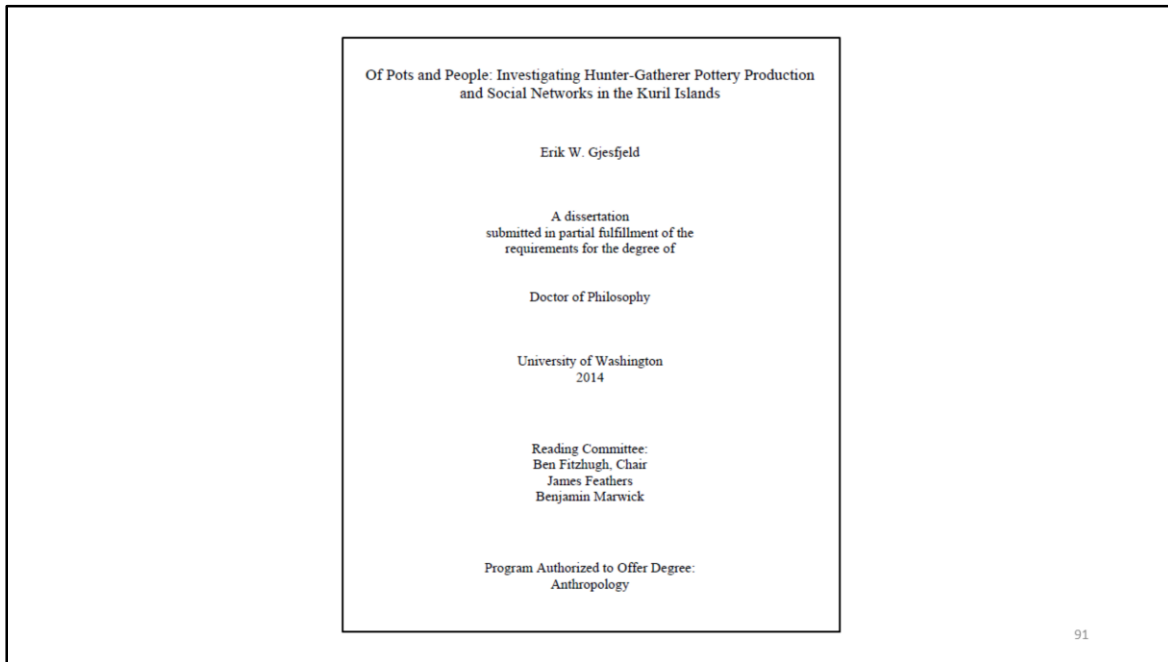 Of Pots and People: Investigating Hunter-Gatherer Pottery Production
and Social Networks in the Kuril Islands
Erik W. Gjesfjeld
A dissertation
submitted in partial fulfillment of the
requirements for the degree of
Doctor of Philosophy
University of Washington
2014
Reading Committee:
Ben Fitzhugh, Chair
James Feathers
Benjamin Marwick
Program Authorized to Offer Degree:
Anthropology
91